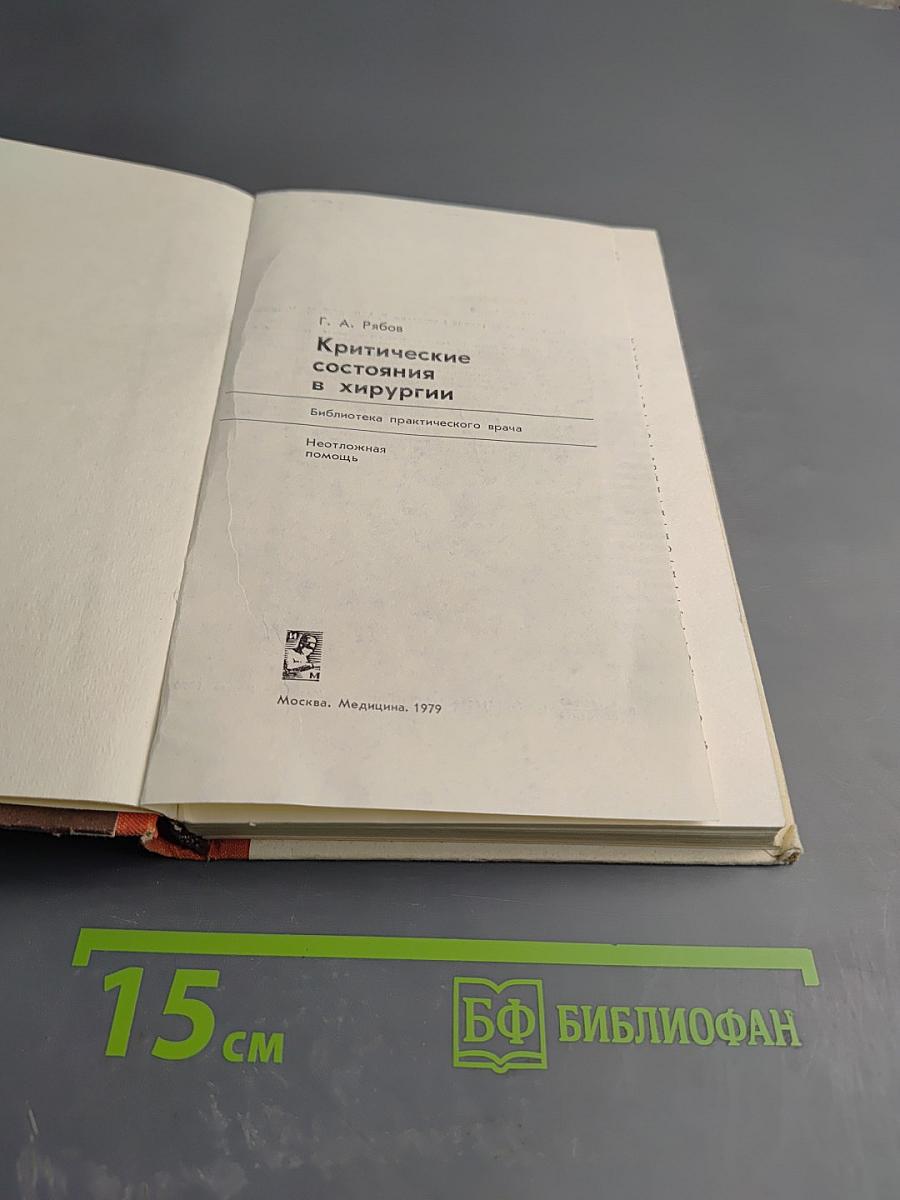 Г. А. Рябов
Критические
состояния
в хирургии
Библиотека практического врача
Неотложная
помощь
И
М
Москва. Медицина. 1979
15 см
БФ БИБЛИОФАН